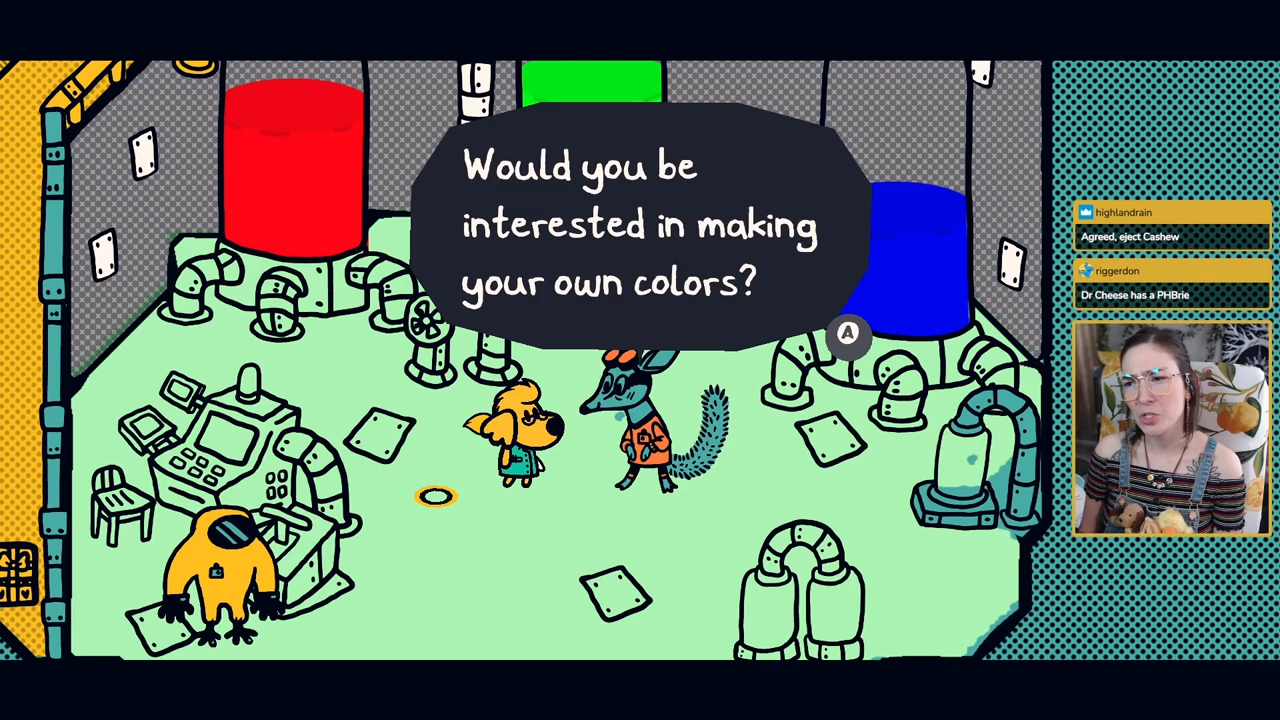 Would you be
interested in making
your own colors?
A
highlandrain
Agreed, eject Cashew
riggerdon
Dr Cheese has a PHBrie